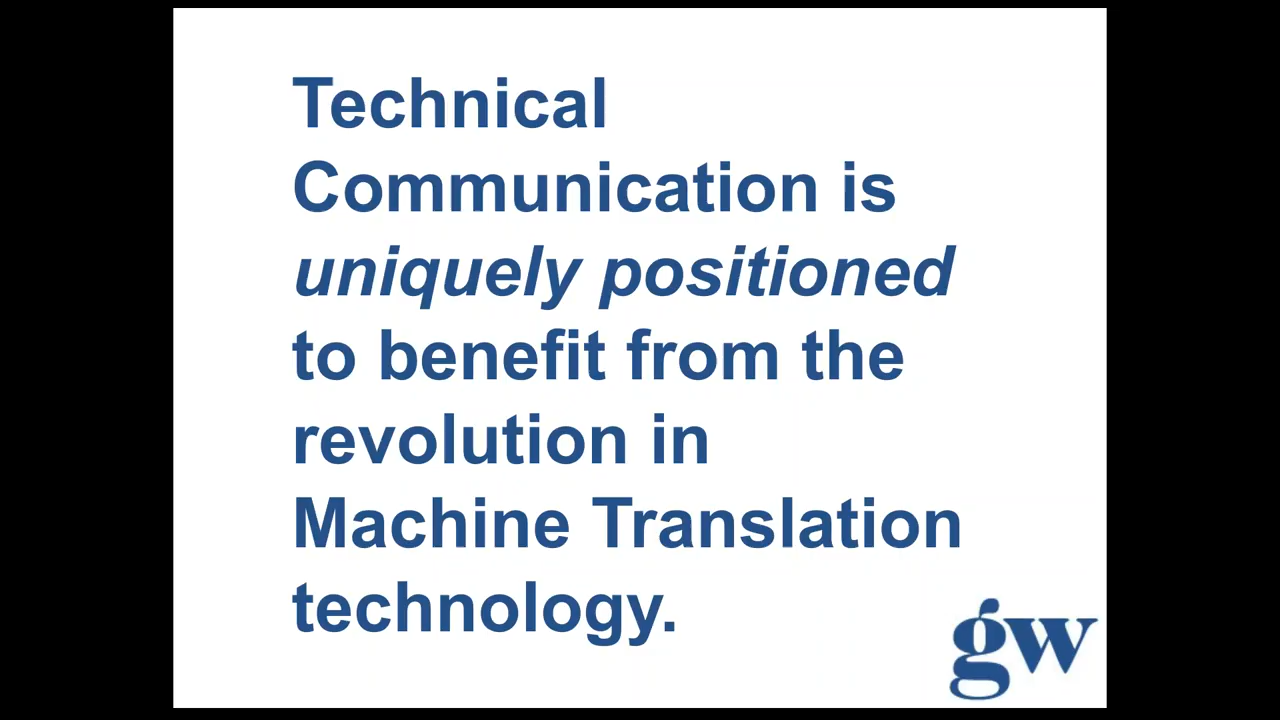 Technical
Communication is
uniquely positioned
to benefit from the
revolution in
Machine Translation
technology.
gw